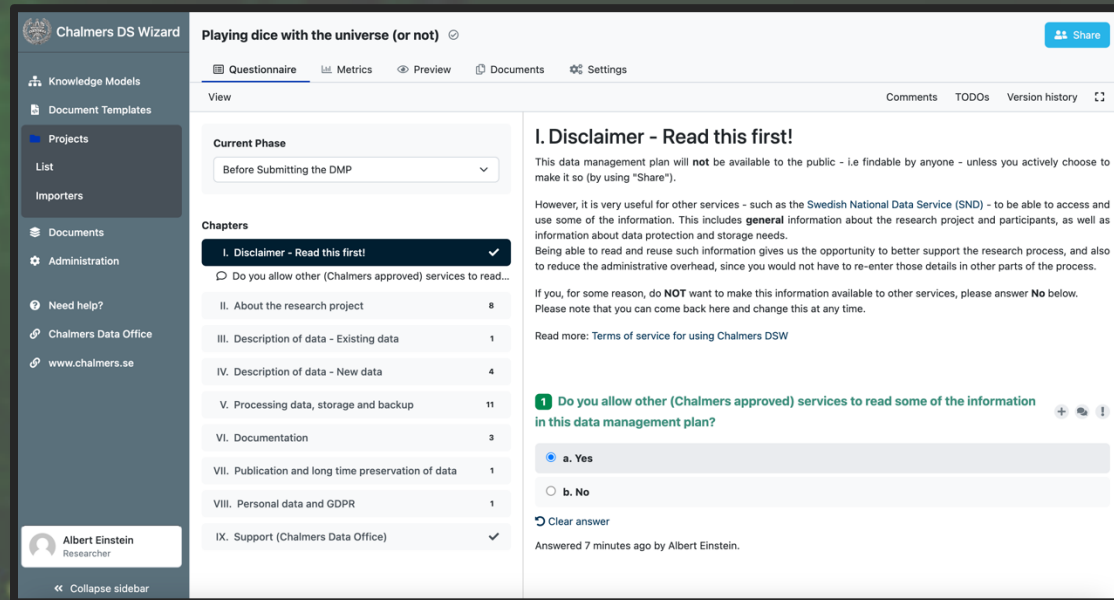 Chalmers DS Wizard
Knowledge Models
Document Templates
Projects
List
Importers
Documents
Administration
Need help?
Chalmers Data Office
www.chalmers.se
Albert Einstein
Researcher
Collapse sidebar
Playing dice with the universe (or not)
Share
Questionnaire Metrics Preview Documents Settings
View Comments TODOs Version history
Current Phase
Before Submitting the DMP
Chapters
I. Disclaimer - Read this first!
Do you allow other (Chalmers approved) services to read...
II. About the research project 8
III. Description of data - Existing data 1
IV. Description of data - New data 4
V. Processing data, storage and backup 11
VI. Documentation 3
VII. Publication and long time preservation of data 1
VIII. Personal data and GDPR 1
IX. Support (Chalmers Data Office)
I. Disclaimer - Read this first!
This data management plan will not be available to the public - i.e findable by anyone - unless you actively choose to
make it so (by using "Share").
However, it is very useful for other services - such as the Swedish National Data Service (SND) - to be able to access and
use some of the information. This includes general information about the research project and participants, as well as
information about data protection and storage needs.
Being able to read and reuse such information gives us the opportunity to better support the research process, and also
to reduce the administrative overhead, since you would not have to re-enter those details in other parts of the process.
If you, for some reason, do NOT want to make this information available to other services, please answer No below.
Please note that you can come back here and change this at any time.
Read more: Terms of service for using Chalmers DSW
1 Do you allow other (Chalmers approved) services to read some of the information
in this data management plan?
a. Yes
b. No
Clear answer
Answered 7 minutes ago by Albert Einstein.